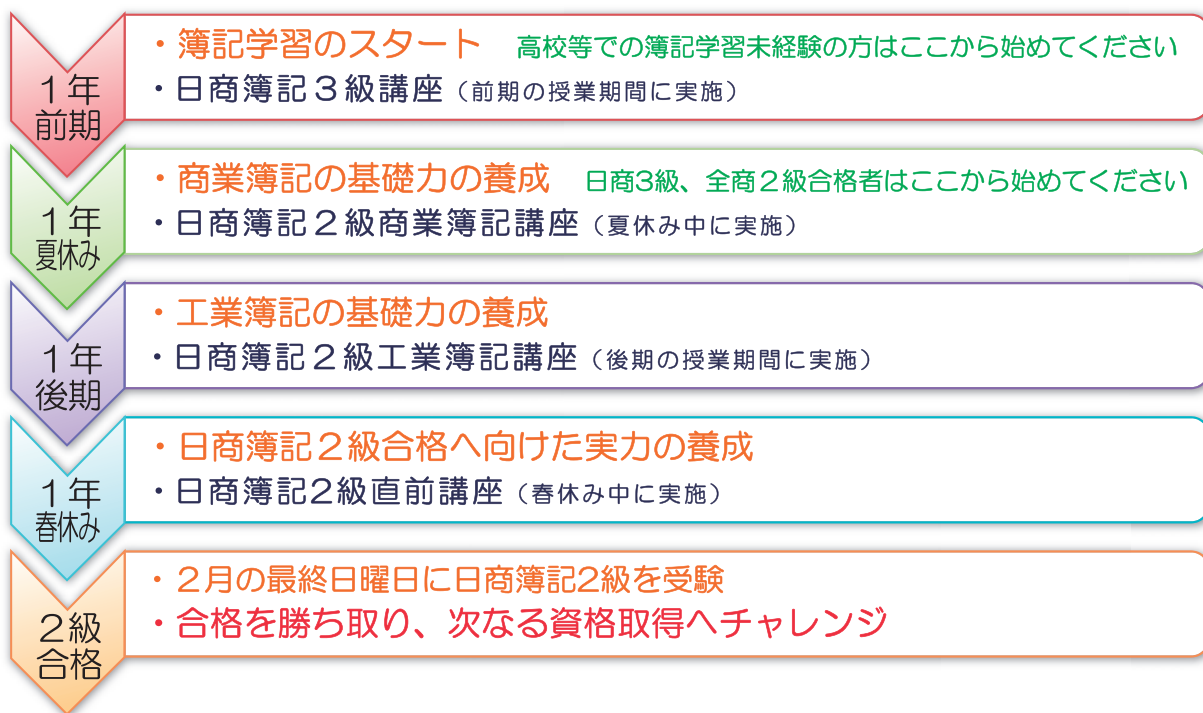 1年
前期
・簿記学習のスタート 高校等での簿記学習未経験の方はここから始めてください
・日商簿記3級講座（前期の授業期間に実施）
1年
夏休み
・商業簿記の基礎力の養成 日商3級、全商2級合格者はここから始めてください
・日商簿記2級商業簿記講座（夏休み中に実施）
1年
後期
・工業簿記の基礎力の養成
・日商簿記2級工業簿記講座（後期の授業期間に実施）
1年
春休み
・日商簿記2級合格へ向けた実力の養成
・日商簿記2級直前講座（春休み中に実施）
2級
合格
・2月の最終日曜日に日商簿記2級を受験
・合格を勝ち取り、次なる資格取得へチャレンジ